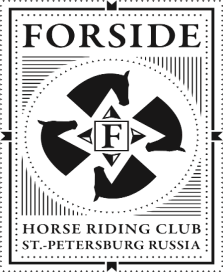 FORSIDE
F
HORSE RIDING CLUB
ST.-PETERSBURG RUSSIA